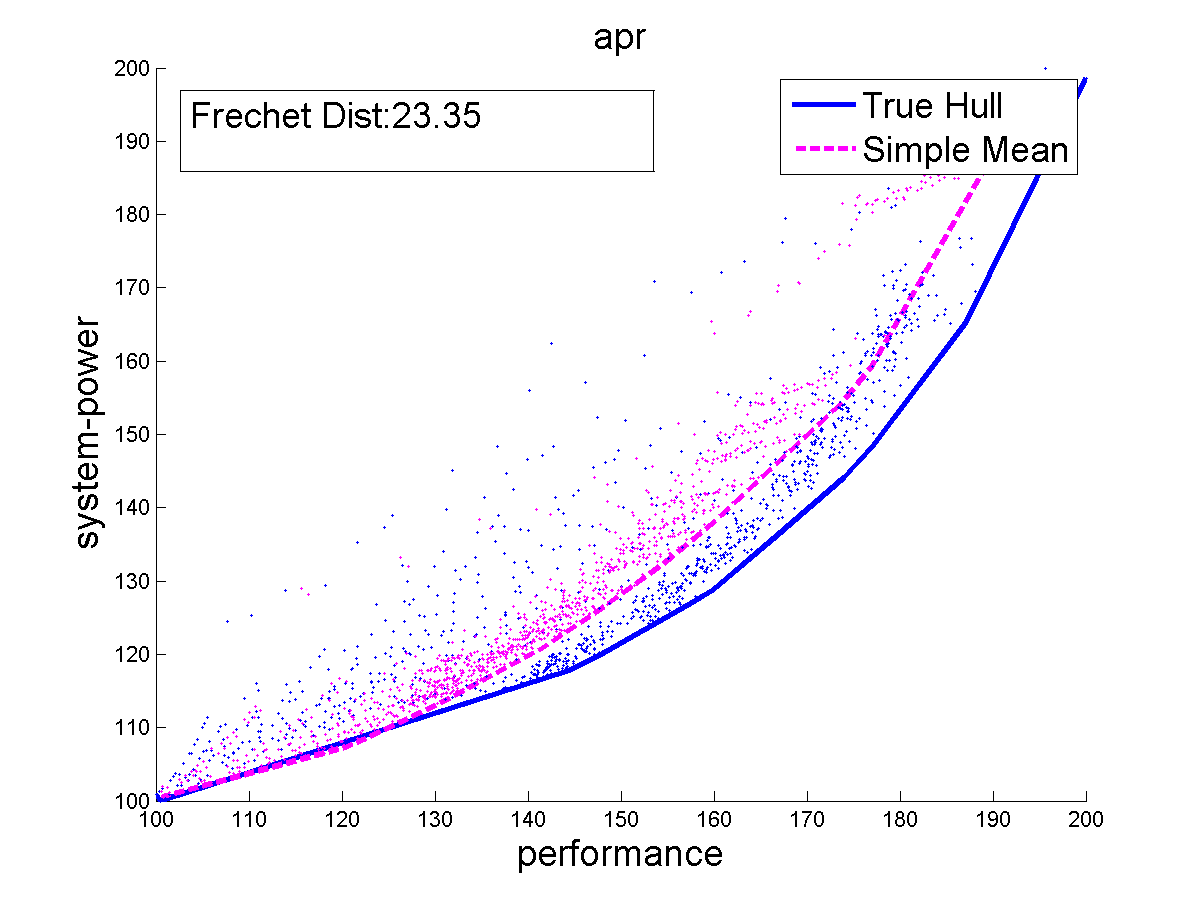 apr
Frechet Dist:23.35
True Hull
Simple Mean
system-power
200
190
180
170
160
150
140
130
120
110
100
100 110 120 130 140 150 160 170 180 190 200
performance